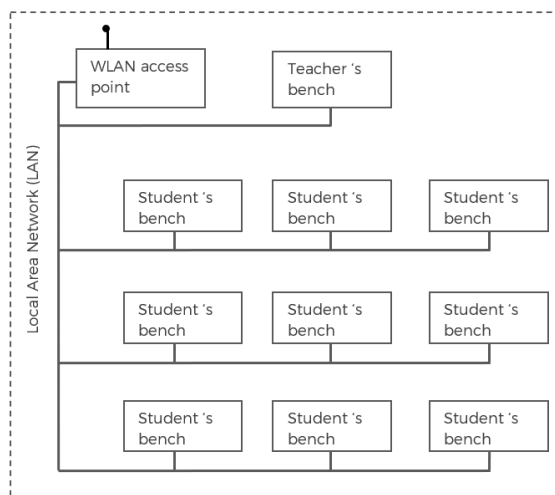 WLAN access
point
Teacher ‘s
bench
Local Area Network (LAN)
Student ‘s
bench
Student ‘s
bench
Student ‘s
bench
Student ‘s
bench
Student ‘s
bench
Student ‘s
bench
Student ‘s
bench
Student ‘s
bench
Student ‘s
bench